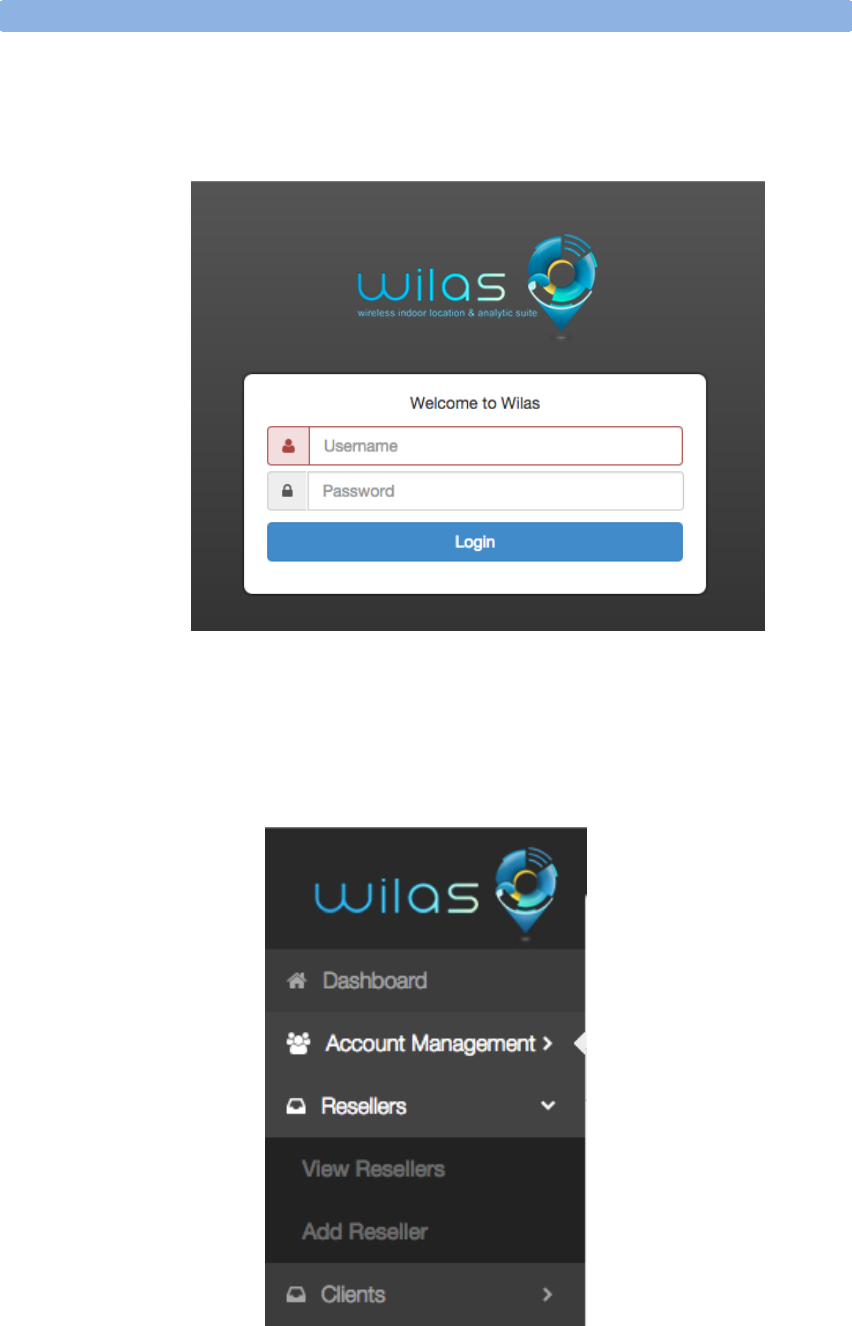 wilas
wireless indoor location & analytic suite
Welcome to Wilas
Username
Password
Login
wilas
Dashboard
Account Management
Resellers
View Resellers
Add Reseller
Clients